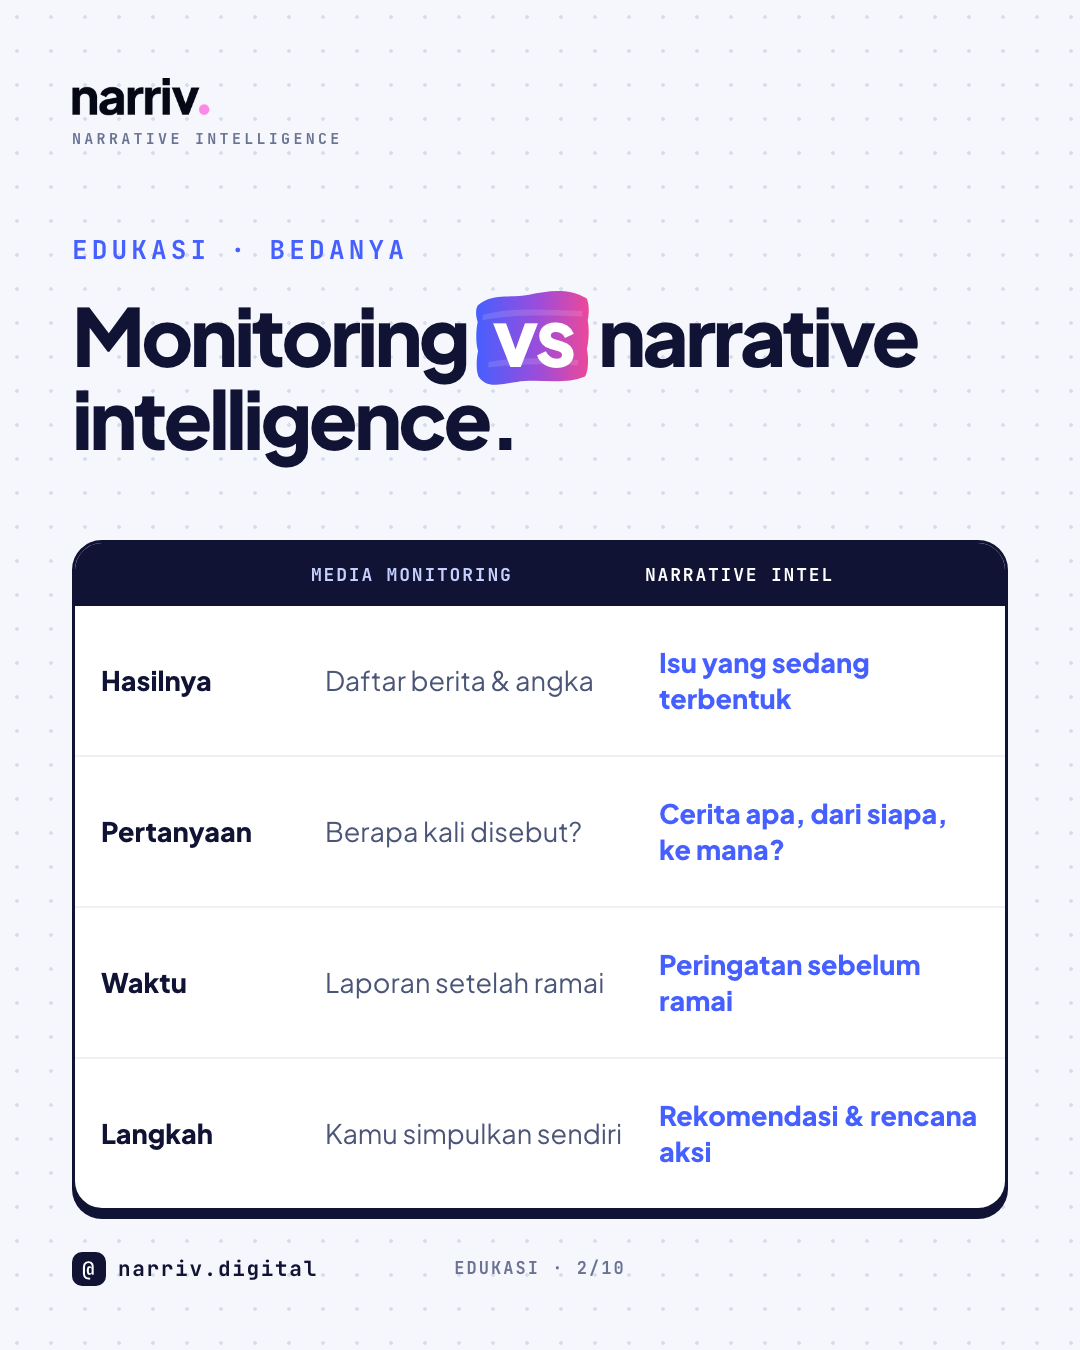 narriv.
NARRATIVE INTELLIGENCE
EDUKASI · BEDANYA
Monitoring vs narrative
intelligence.
MEDIA MONITORING NARRATIVE INTEL
Hasilnya Daftar berita & angka Isu yang sedang
terbentuk
Pertanyaan Berapa kali disebut? Cerita apa, dari siapa,
ke mana?
Waktu Laporan setelah ramai Peringatan sebelum
ramai
Langkah Kamu simpulkan sendiri Rekomendasi & rencana
aksi
@ narriv.digital EDUKASI · 2/10